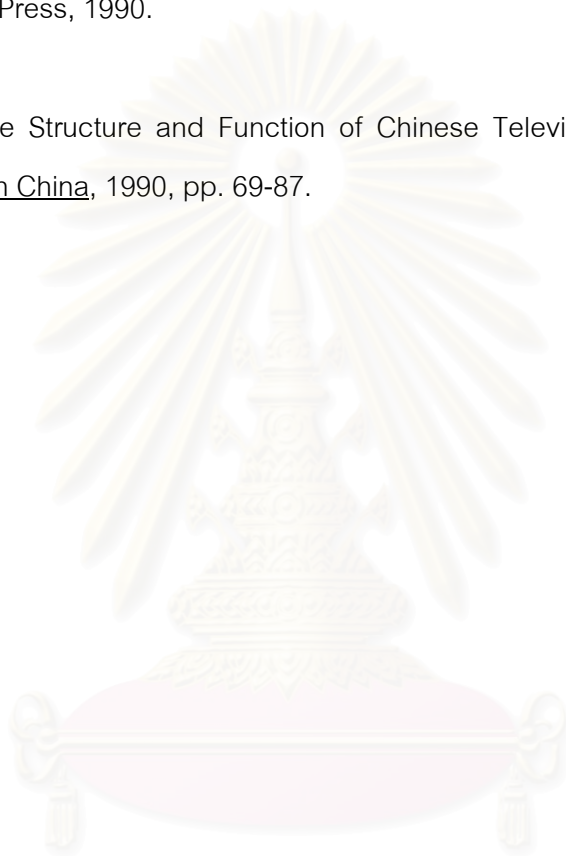 Press, 1990.
e Structure and Function of Chinese Televi
n China, 1990, pp. 69-87.